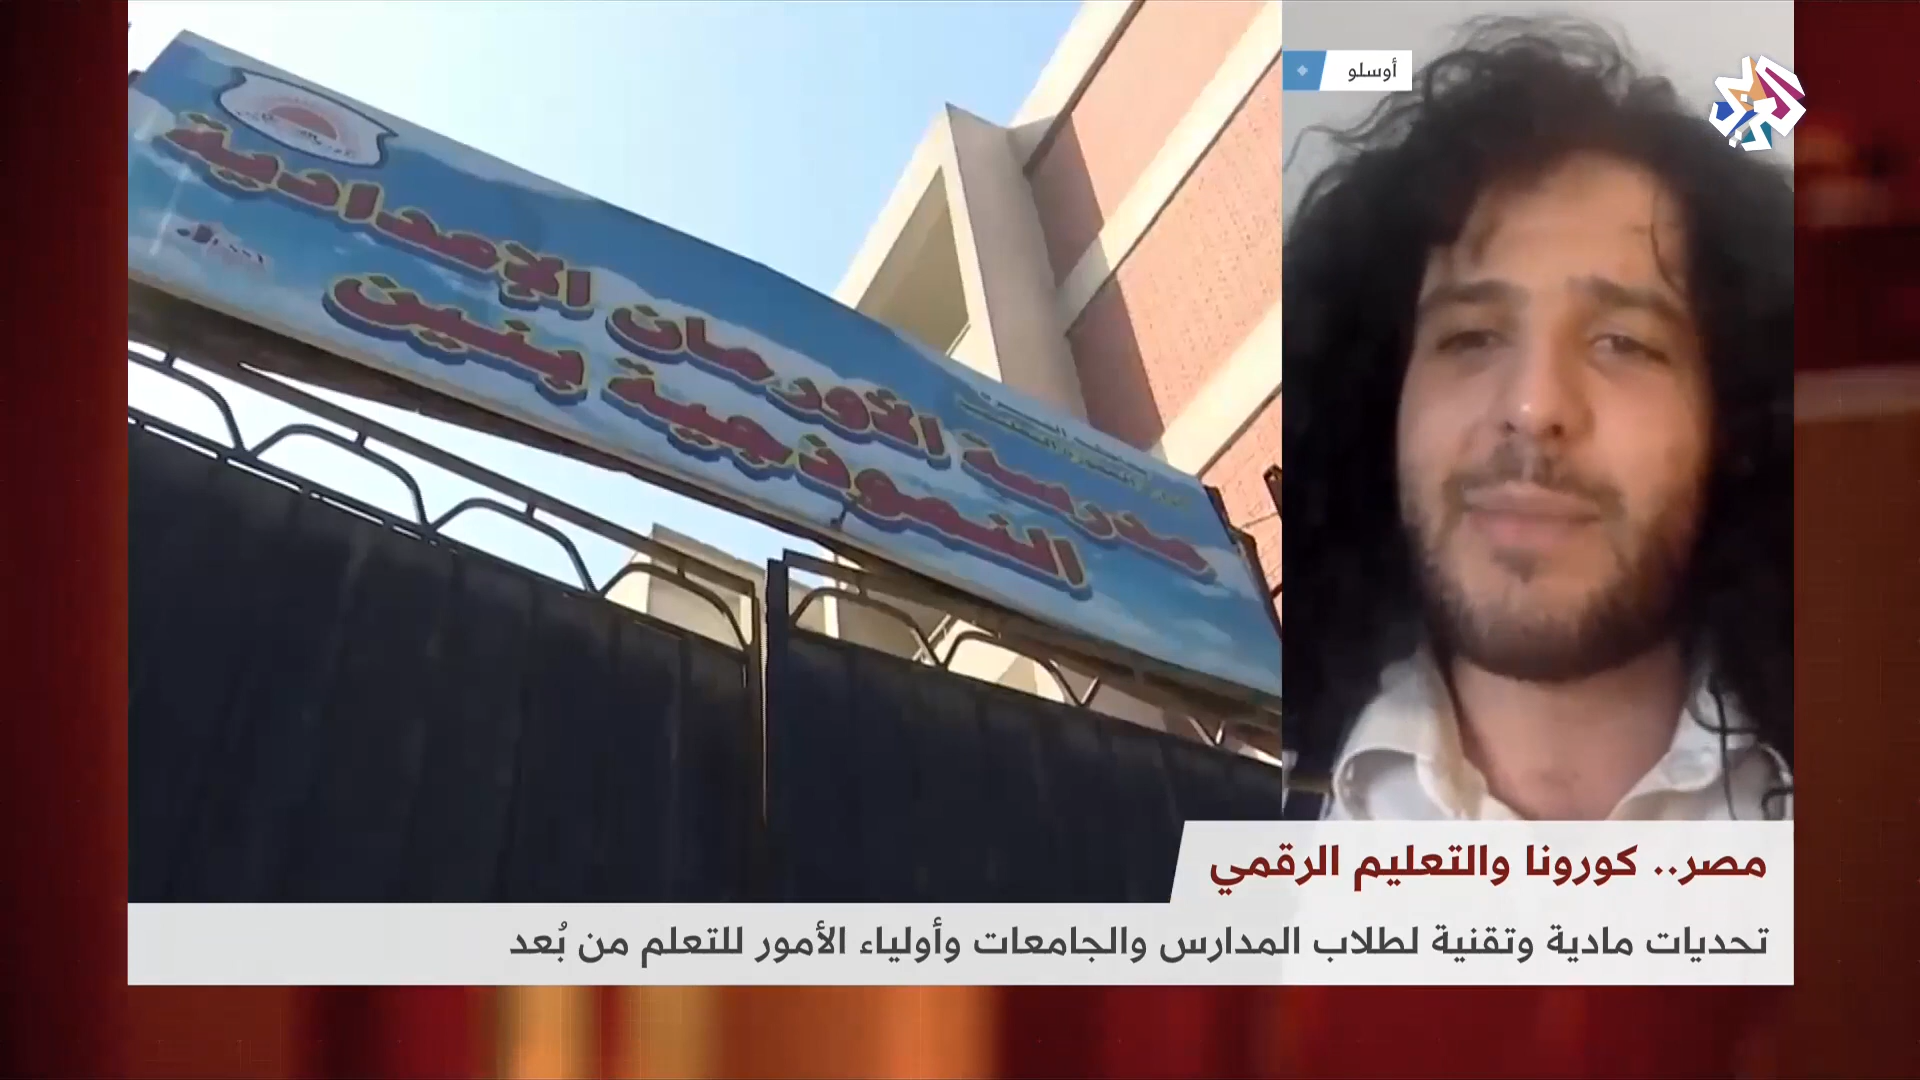 أوسلو
مدرسة الأورمان الإعدادية
النموذجية بنين
مصر.. كورونا والتعليم الرقمي
تحديات مادية وتقنية لطلاب المدارس والجامعات وأولياء الأمور للتعلم من بُعد